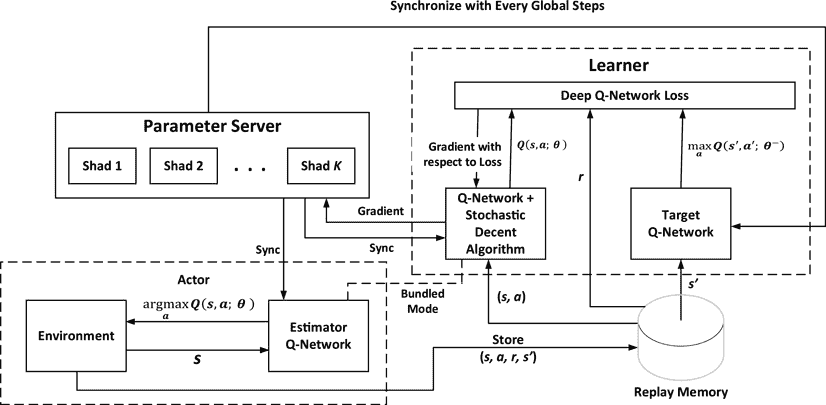 Synchronize with Every Global Steps
Learner
Deep Q-Network Loss
Parameter Server
Shad 1
Shad 2
. . .
Shad K
Gradient with
respect to Loss
Q(s,a; θ)
r
max Q(s′,a′; θ⁻)
a
Gradient
Q-Network +
Stochastic
Decent
Algorithm
Target
Q-Network
Sync
Sync
Actor
Bundled
Mode
(s, a)
s′
argmax Q(s,a; θ)
a
Environment
Estimator
Q-Network
S
Store
(s, a, r, s′)
Replay Memory